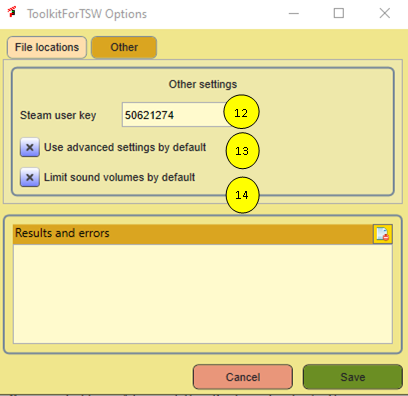 ToolkitForTSW Options
File locations
Other
Other settings
Steam user key
50621274
12
Use advanced settings by default
13
Limit sound volumes by default
14
Results and errors
Cancel
Save